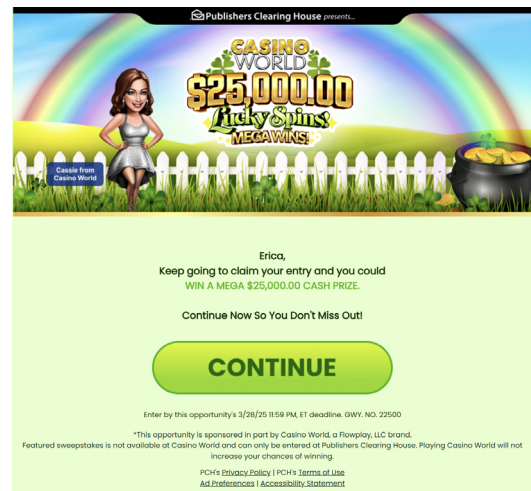 Publishers Clearing House presents...
CASINO
WORLD
$25,000.00
Lucky Spins!
MEGA WINS!
Cassie from
Casino World
Erica,
Keep going to claim your entry and you could
WIN A MEGA $25,000.00 CASH PRIZE.
Continue Now So You Don't Miss Out!
CONTINUE
Enter by this opportunity's 3/28/25 11:59 PM, ET deadline. GWY. NO. 22500
*This opportunity is sponsored in part by Casino World, a Flowplay, LLC brand.
Featured sweepstakes is not available at Casino World and can only be entered at Publishers Clearing House. Playing Casino World will not
increase your chances of winning.
PCH's Privacy Policy | PCH's Terms of Use
Ad Preferences | Accessibility Statement